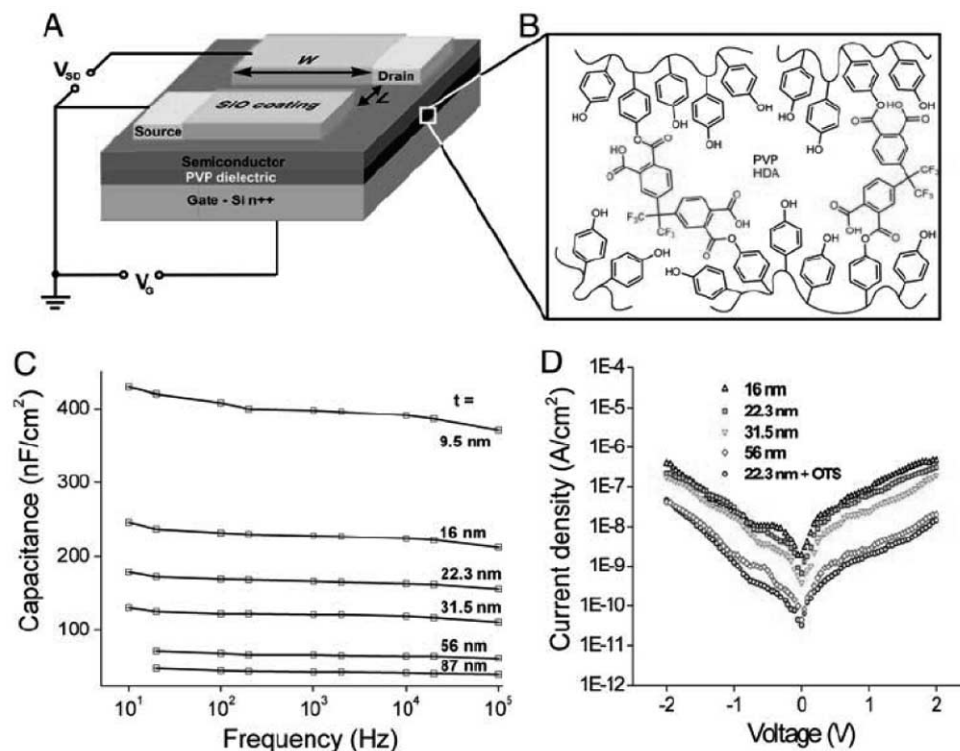 A
V_SD
W
Drain
L
SiO coating
Source
Semiconductor
PVP dielectric
Gate - Si n++
V_G
B
OH
HO
O
PVP
HDA
F₃C
CF₃
C
Capacitance (nF/cm²)
400
300
200
100
t =
9.5 nm
16 nm
22.3 nm
31.5 nm
56 nm
87 nm
10¹
10²
10³
10⁴
10⁵
Frequency (Hz)
D
Current density (A/cm²)
1E-4
1E-5
1E-6
1E-7
1E-8
1E-9
1E-10
1E-11
1E-12
16 nm
22.3 nm
31.5 nm
56 nm
22.3 nm + OTS
-2
-1
0
1
2
Voltage (V)